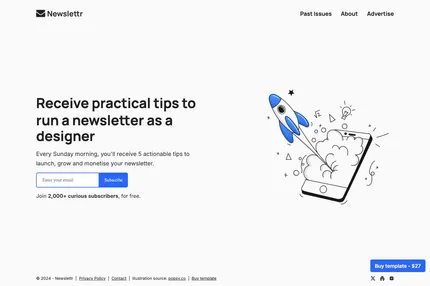 Newslettr
Past Issues
About
Advertise
Receive practical tips to
run a newsletter as a
designer
Every Sunday morning, you'll receive 5 actionable tips to
launch, grow and monetise your newsletter.
Enter your email
Subscribe
Join 2,000+ curious subscribers, for free.
Buy template - $27
© 2024 - Newslettr | Privacy Policy | Contact | Illustration source: popsy.co | Buy template